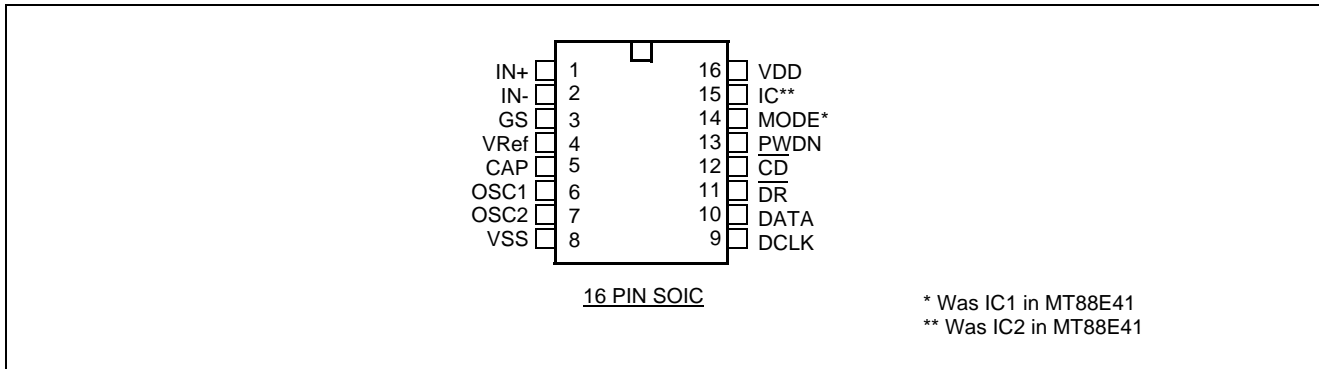 IN+ 1 16 VDD
IN- 2 15 IC**
GS 3 14 MODE*
VRef 4 13 PWDN
CAP 5 12 C̅D̅
OSC1 6 11 D̅R̅
OSC2 7 10 DATA
VSS 8 9 DCLK
16 PIN SOIC
* Was IC1 in MT88E41
** Was IC2 in MT88E41